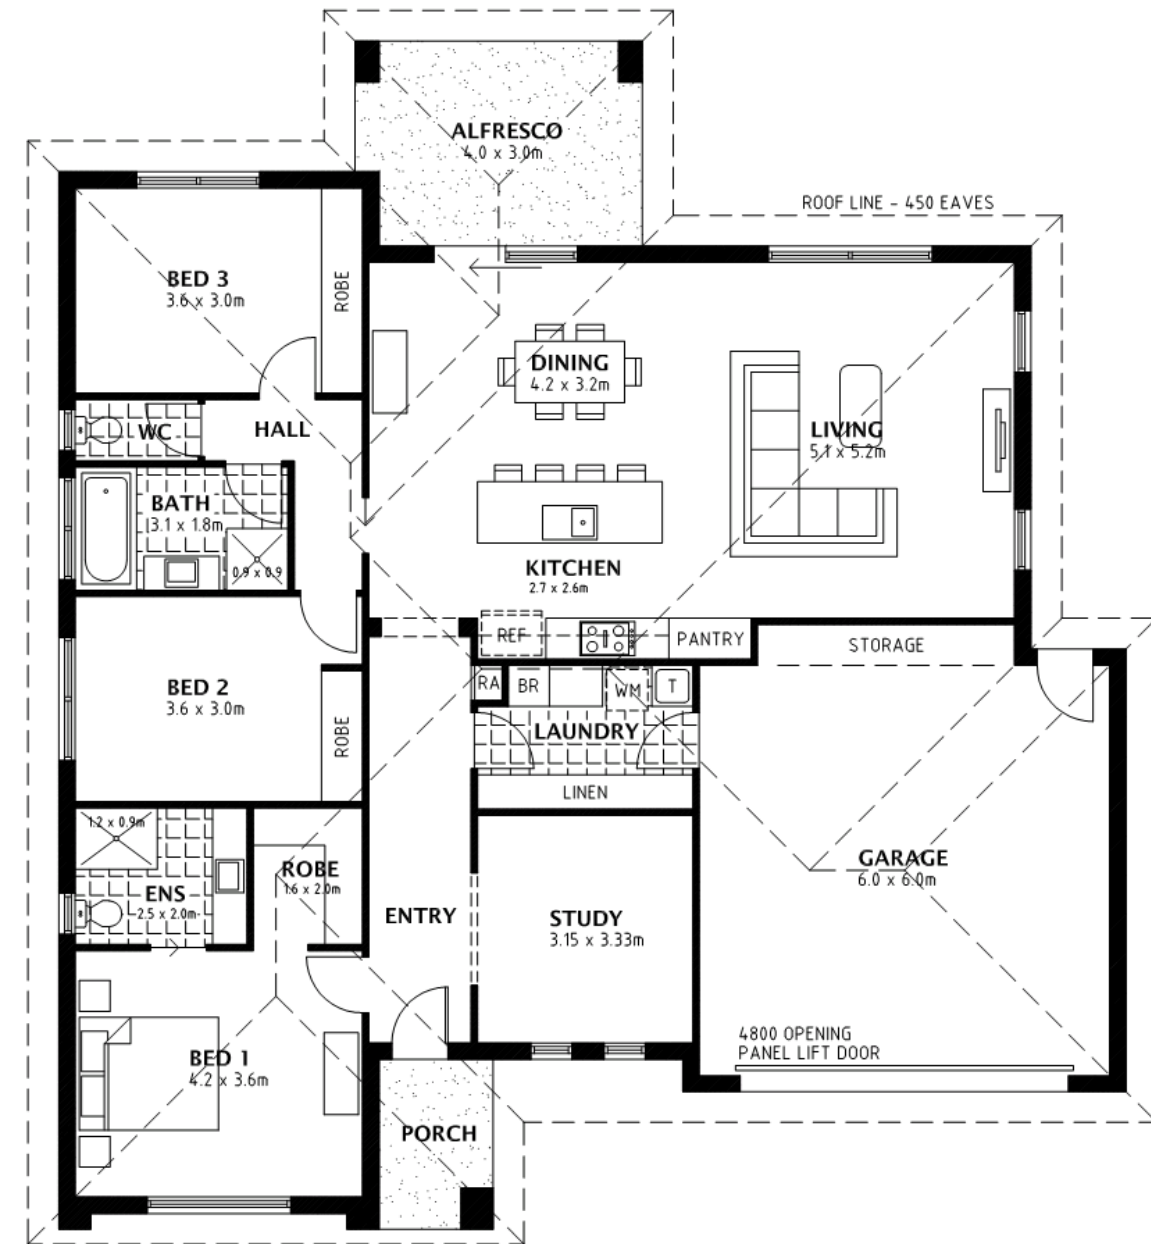 ALFRESCO
4.0 x 3.0m
ROOF LINE - 450 EAVES
BED 3
3.6 x 3.0m
ROBE
DINING
4.2 x 3.2m
WC
HALL
LIVING
5.1 x 5.2m
BATH
3.1 x 1.8m
0.9 x 0.9
KITCHEN
2.7 x 2.6m
REF
PANTRY
STORAGE
BED 2
3.6 x 3.0m
ROBE
RA
BR
WM
T
LAUNDRY
LINEN
1.2 x 0.9m
ENS
2.5 x 2.0m
ROBE
1.6 x 2.0m
ENTRY
STUDY
3.15 x 3.33m
GARAGE
6.0 x 6.0m
4800 OPENING
PANEL LIFT DOOR
BED 1
4.2 x 3.6m
PORCH